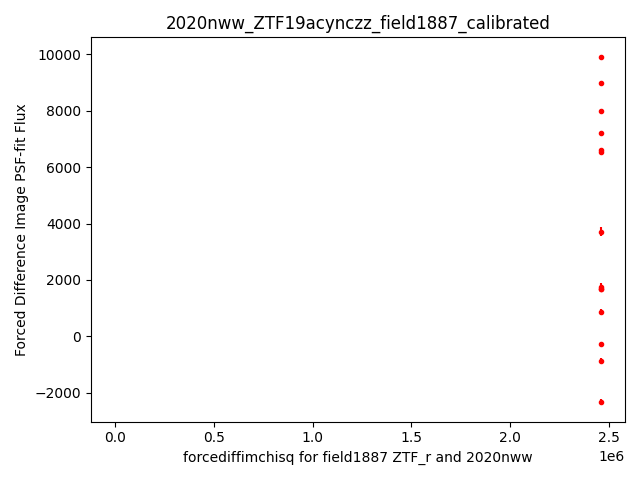 2020nww_ZTF19acynczz_field1887_calibrated
Forced Difference Image PSF-fit Flux
10000
8000
6000
4000
2000
0
−2000
0.0 0.5 1.0 1.5 2.0 2.5
1e6
forcediffimchisq for field1887 ZTF_r and 2020nww